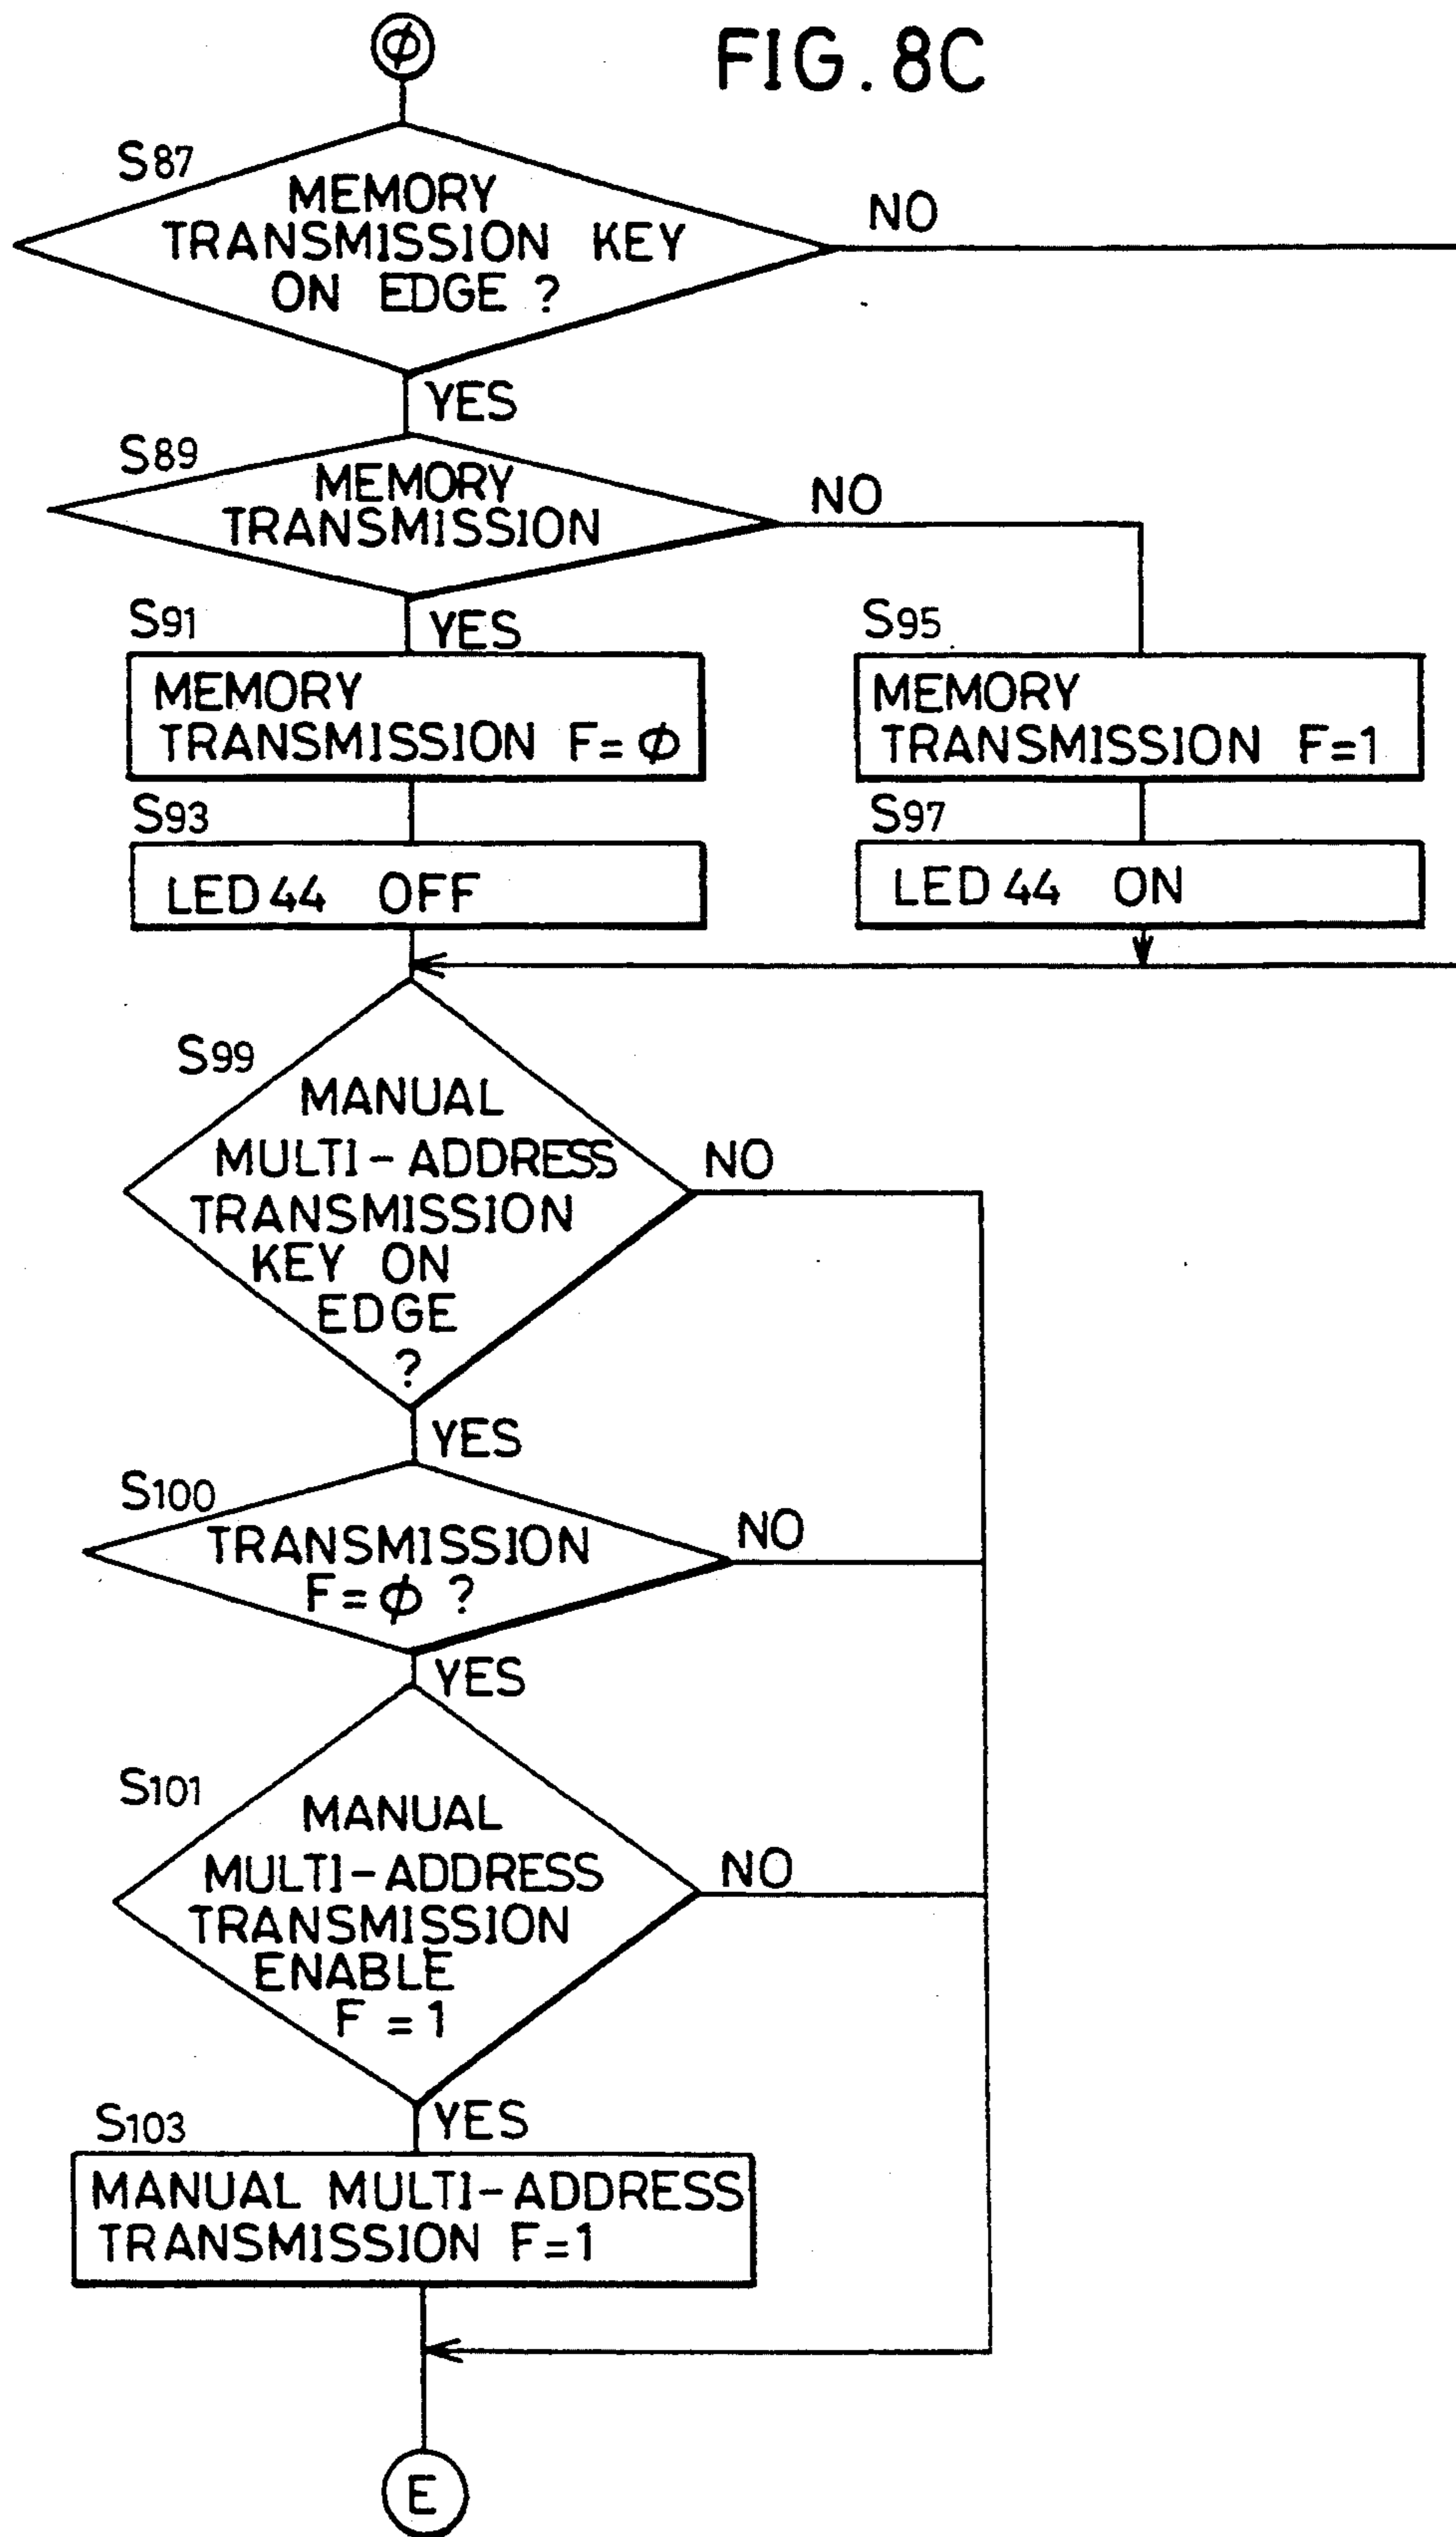 FIG. 8C
ϕ
S87
MEMORY
TRANSMISSION KEY
ON EDGE ?
NO
YES
S89
MEMORY
TRANSMISSION
NO
YES
S91
MEMORY
TRANSMISSION F=ϕ
S95
MEMORY
TRANSMISSION F=1
S93
LED 44 OFF
S97
LED 44 ON
S99
MANUAL
MULTI-ADDRESS
TRANSMISSION
KEY ON
EDGE
?
NO
YES
S100
TRANSMISSION
F=ϕ ?
NO
YES
S101
MANUAL
MULTI-ADDRESS
TRANSMISSION
ENABLE
F=1
NO
YES
S103
MANUAL MULTI-ADDRESS
TRANSMISSION F=1
E